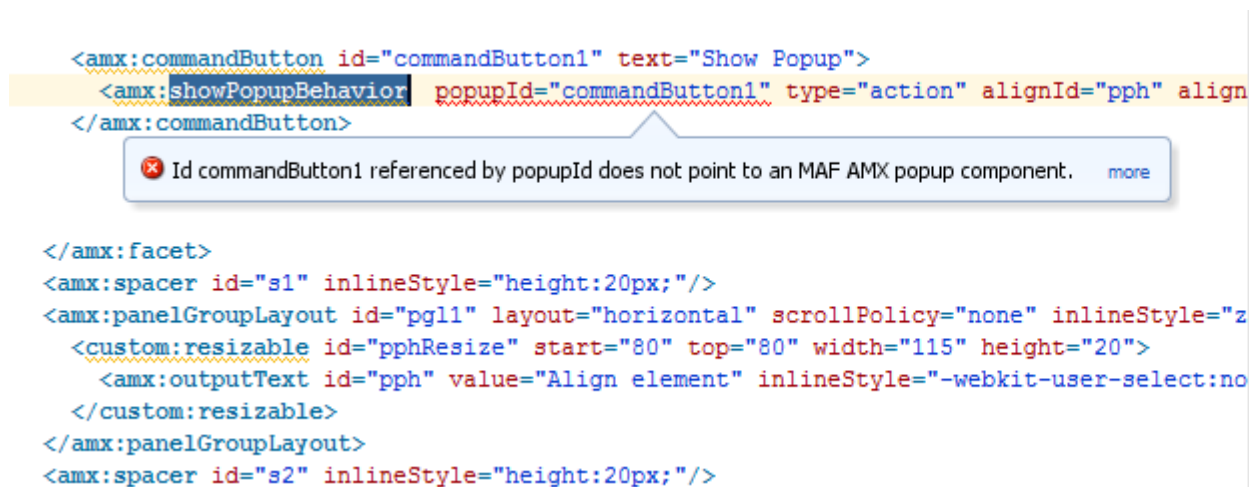 <amx:commandButton id="commandButton1" text="Show Popup">
<amx:showPopupBehavior popupId="commandButton1" type="action" alignId="pph" align
</amx:commandButton>
Id commandButton1 referenced by popupId does not point to an MAF AMX popup component. more
</amx:facet>
<amx:spacer id="s1" inlineStyle="height:20px;"/>
<amx:panelGroupLayout id="pgl1" layout="horizontal" scrollPolicy="none" inlineStyle="z
<custom:resizable id="pphResize" start="80" top="80" width="115" height="20">
<amx:outputText id="pph" value="Align element" inlineStyle="-webkit-user-select:no
</custom:resizable>
</amx:panelGroupLayout>
<amx:spacer id="s2" inlineStyle="height:20px;"/>